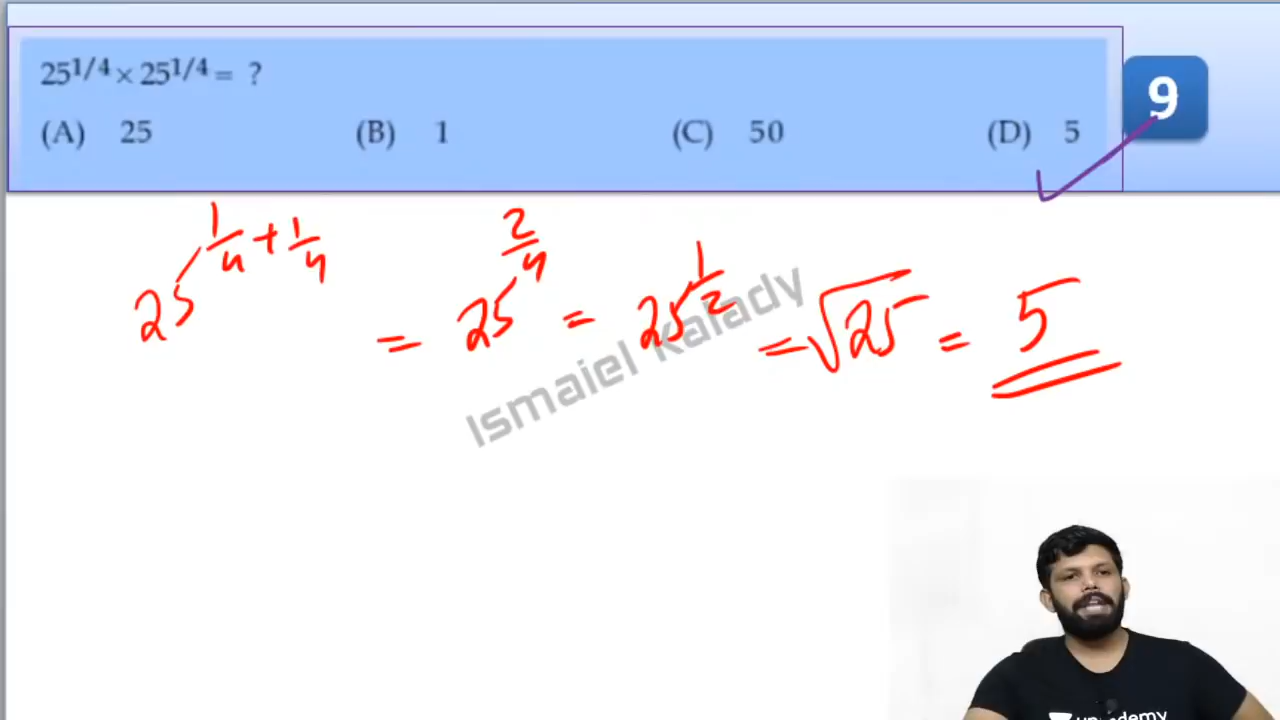 25^1/4 × 25^1/4 = ?
9
(A) 25 (B) 1 (C) 50 (D) 5
25^(1/4 + 1/4) = 25^(2/4) = 25^(1/2) = √25 = 5
Ismaiel Kalady